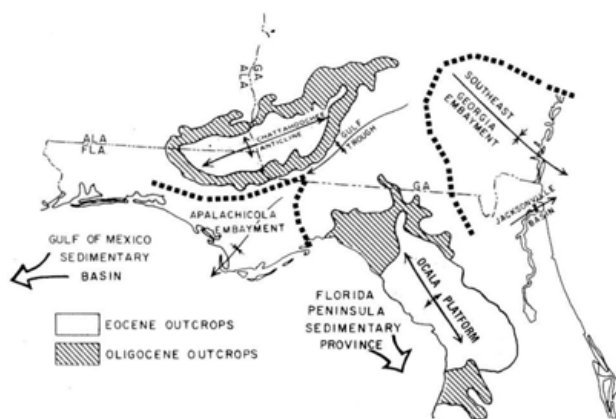 GA
ALA
SOUTHEAST
GEORGIA
EMBAYMENT
CHATTAHOOCHEE
ANTICLINE
GULF
TROUGH
ALA
FLA.
GA.
APALACHICOLA
EMBAYMENT
JACKSONVILLE
BASIN
GULF OF MEXICO
SEDIMENTARY
BASIN
OCALA
PLATFORM
FLORIDA
PENINSULA
SEDIMENTARY
PROVINCE
EOCENE OUTCROPS
OLIGOCENE OUTCROPS